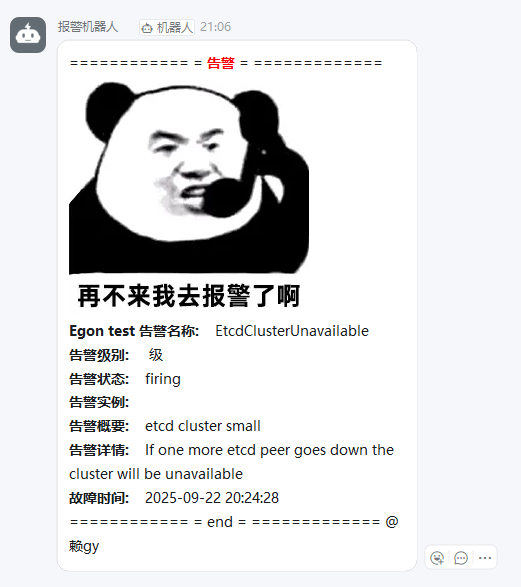 报警机器人 机器人 21:06
============ = 告警 = =============
再不来我去报警了啊
Egon test 告警名称: EtcdClusterUnavailable
告警级别: 级
告警状态: firing
告警实例:
告警概要: etcd cluster small
告警详情: If one more etcd peer goes down the
cluster will be unavailable
故障时间: 2025-09-22 20:24:28
============ = end = ============= @
赖gy